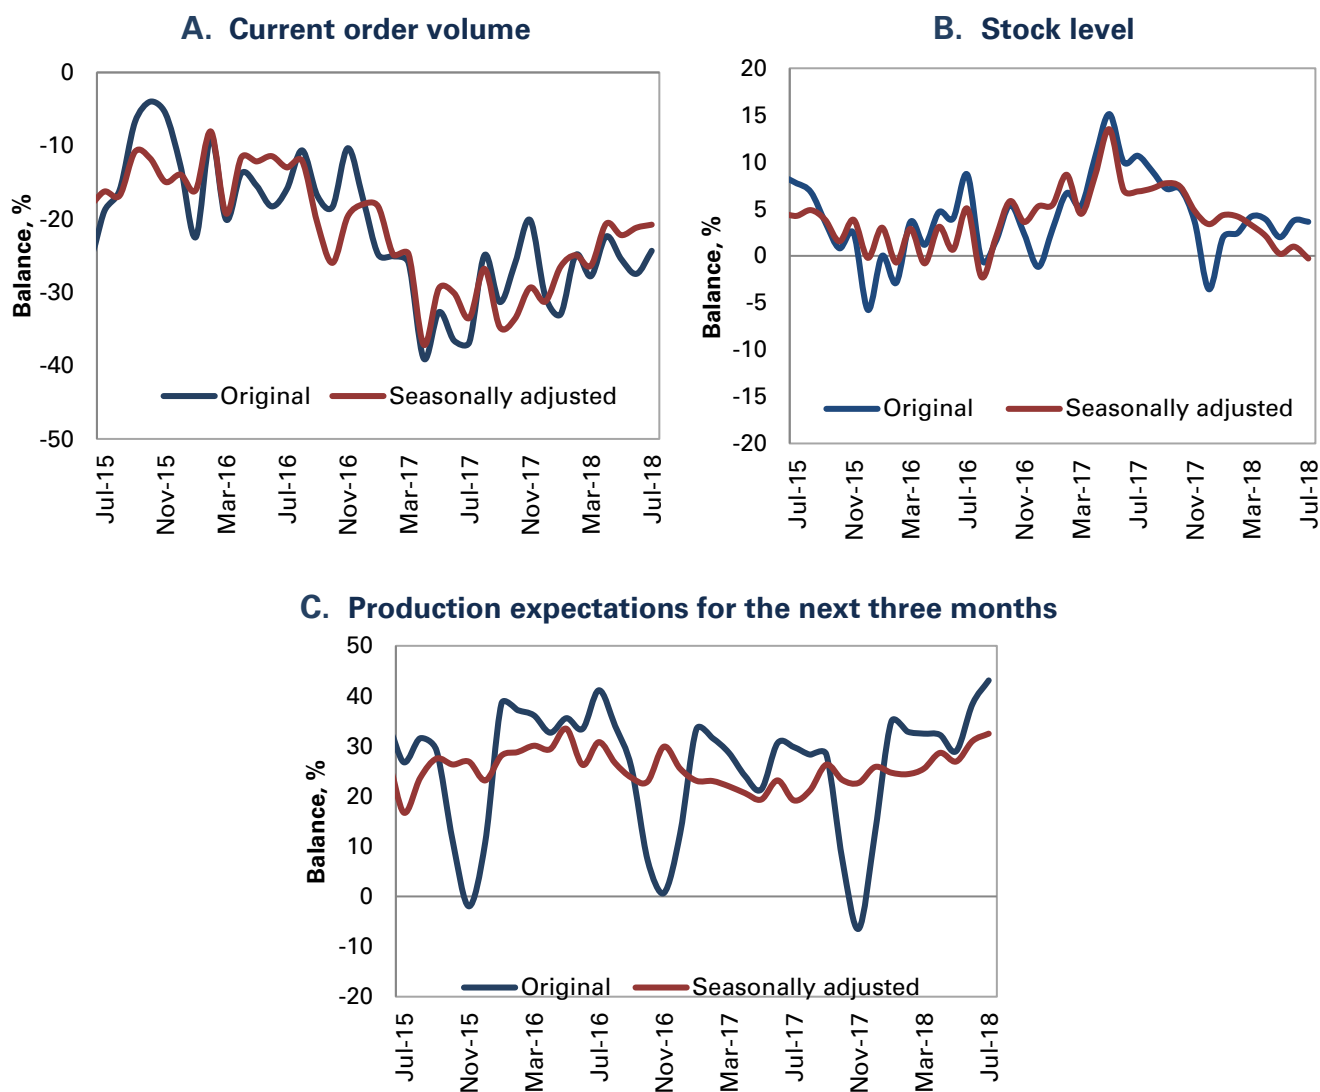 A. Current order volume
0
-10
-20
-30
-40
-50
Balance, %
Original
Seasonally adjusted
Jul-15
Nov-15
Mar-16
Jul-16
Nov-16
Mar-17
Jul-17
Nov-17
Mar-18
Jul-18
B. Stock level
20
15
10
5
0
-5
-10
-15
-20
Balance, %
Original
Seasonally adjusted
Jul-15
Nov-15
Mar-16
Jul-16
Nov-16
Mar-17
Jul-17
Nov-17
Mar-18
Jul-18
C. Production expectations for the next three months
50
40
30
20
10
0
-10
-20
Balance, %
Original
Seasonally adjusted
Jul-15
Nov-15
Mar-16
Jul-16
Nov-16
Mar-17
Jul-17
Nov-17
Mar-18
Jul-18